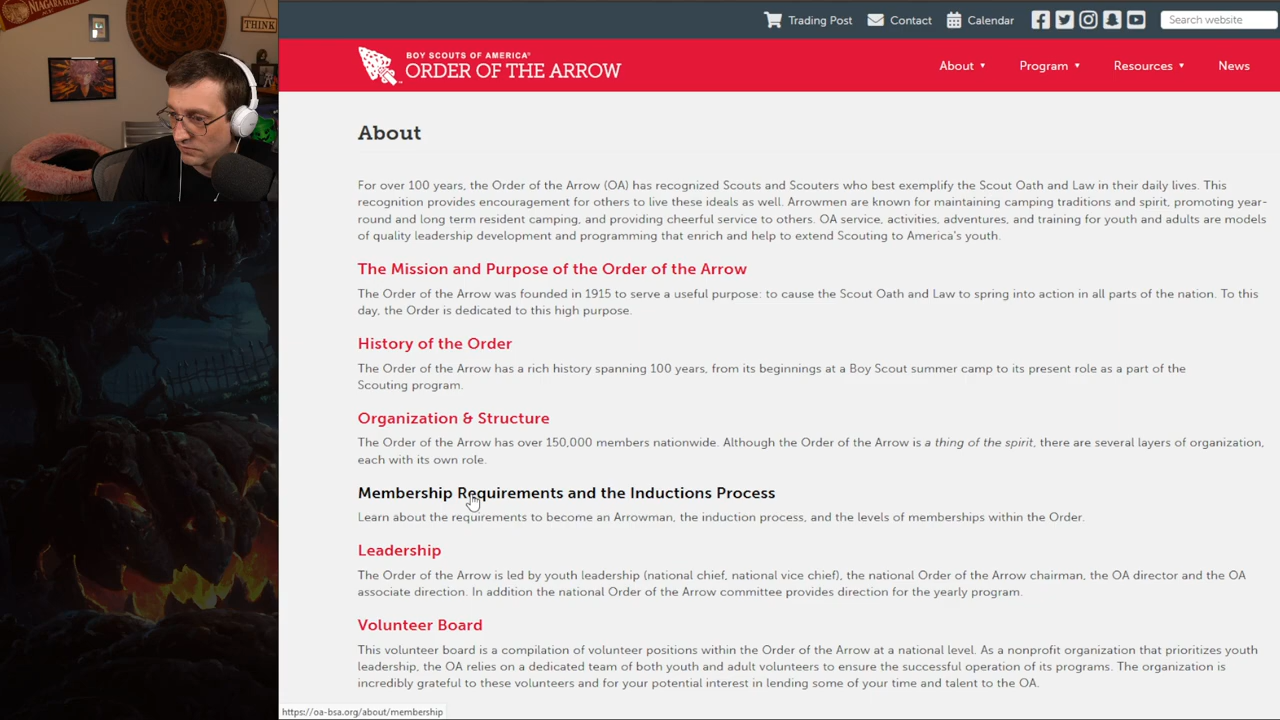 NIAGARA FALLS
THINK
Trading Post
Contact
Calendar
Search website
BOY SCOUTS OF AMERICA®
ORDER OF THE ARROW
About ▼
Program ▼
Resources ▼
News
About
For over 100 years, the Order of the Arrow (OA) has recognized Scouts and Scouters who best exemplify the Scout Oath and Law in their daily lives. This
recognition provides encouragement for others to live these ideals as well. Arrowmen are known for maintaining camping traditions and spirit, promoting year-
round and long term resident camping, and providing cheerful service to others. OA service, activities, adventures, and training for youth and adults are models
of quality leadership development and programming that enrich and help to extend Scouting to America's youth.
The Mission and Purpose of the Order of the Arrow
The Order of the Arrow was founded in 1915 to serve a useful purpose: to cause the Scout Oath and Law to spring into action in all parts of the nation. To this
day, the Order is dedicated to this high purpose.
History of the Order
The Order of the Arrow has a rich history spanning 100 years, from its beginnings at a Boy Scout summer camp to its present role as a part of the
Scouting program.
Organization & Structure
The Order of the Arrow has over 150,000 members nationwide. Although the Order of the Arrow is a thing of the spirit, there are several layers of organization,
each with its own role.
Membership Requirements and the Inductions Process
Learn about the requirements to become an Arrowman, the induction process, and the levels of memberships within the Order.
Leadership
The Order of the Arrow is led by youth leadership (national chief, national vice chief), the national Order of the Arrow chairman, the OA director and the OA
associate direction. In addition the national Order of the Arrow committee provides direction for the yearly program.
Volunteer Board
This volunteer board is a compilation of volunteer positions within the Order of the Arrow at a national level. As a nonprofit organization that prioritizes youth
leadership, the OA relies on a dedicated team of both youth and adult volunteers to ensure the successful operation of its programs. The organization is
incredibly grateful to these volunteers and for your potential interest in lending some of your time and talent to the OA.
https://oa-bsa.org/about/membership